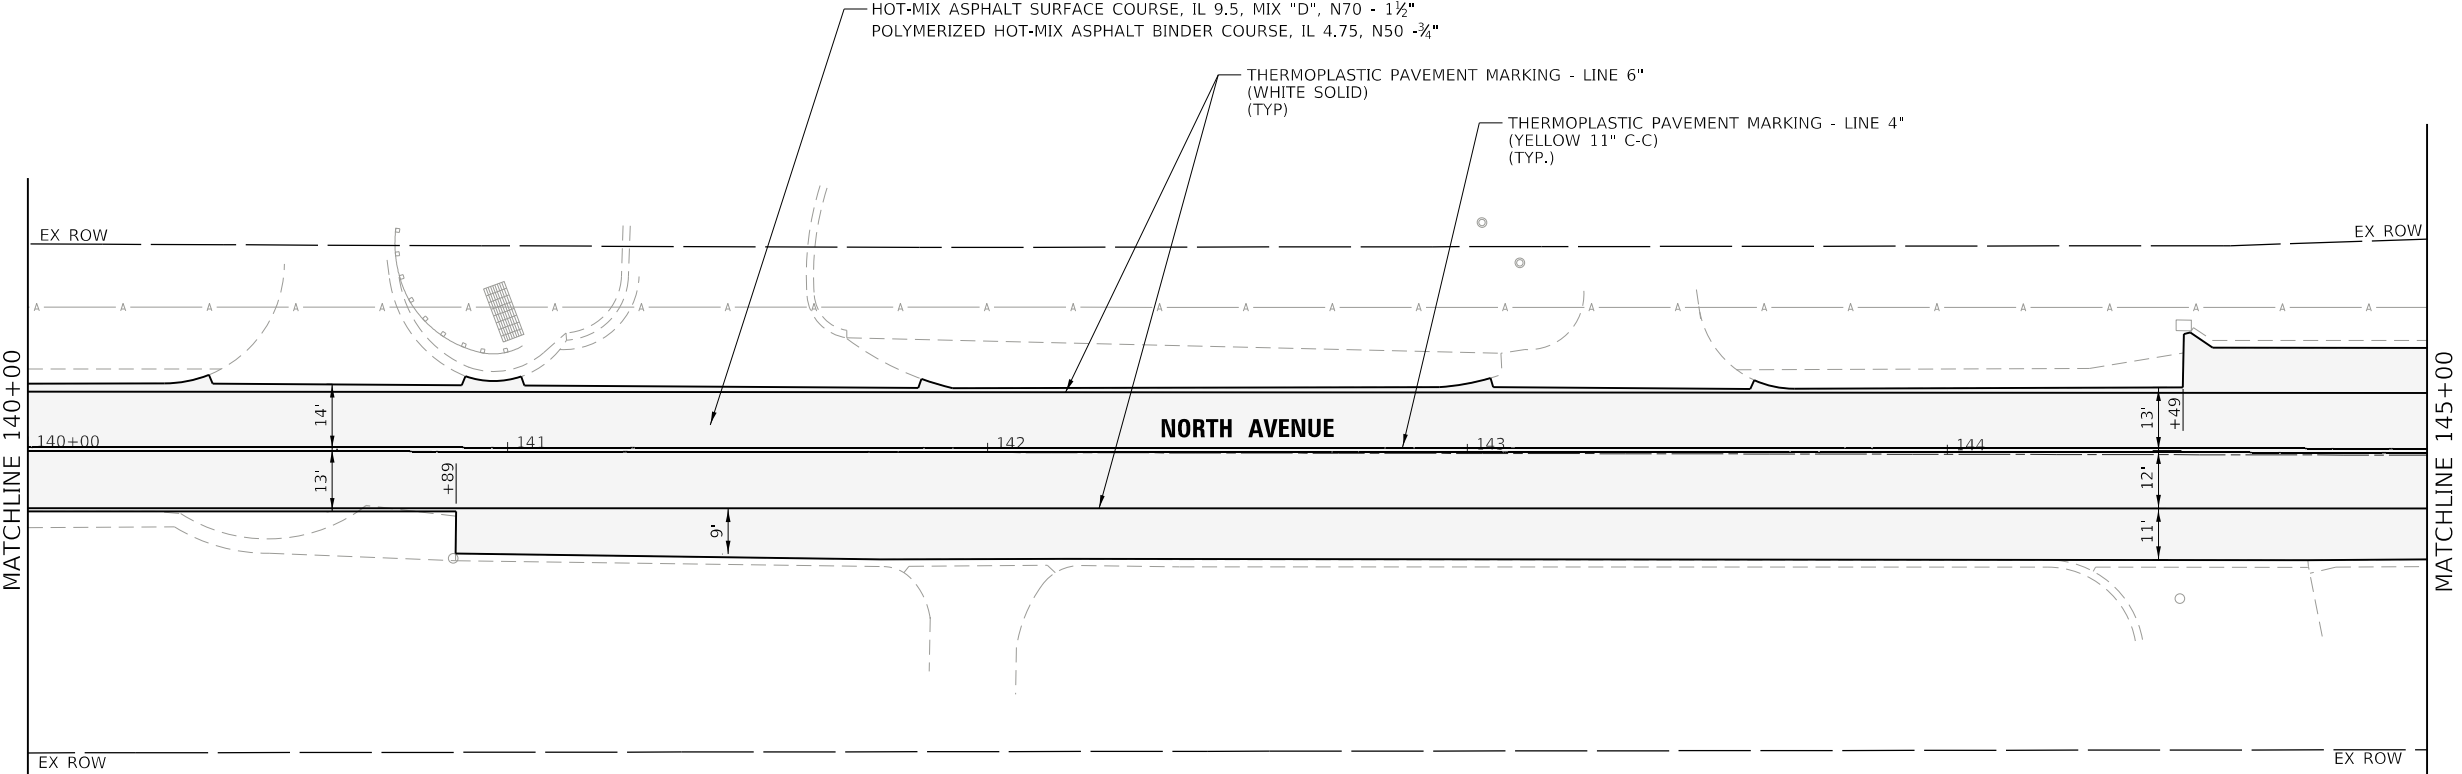 HOT-MIX ASPHALT SURFACE COURSE, IL 9.5, MIX "D", N70 - 1½"
POLYMERIZED HOT-MIX ASPHALT BINDER COURSE, IL 4.75, N50 -¾"
THERMOPLASTIC PAVEMENT MARKING - LINE 6"
(WHITE SOLID)
(TYP)
THERMOPLASTIC PAVEMENT MARKING - LINE 4"
(YELLOW 11" C-C)
(TYP.)
EX ROW
EX ROW
A A A A A A A A A A A A A A A A A A A A A A A A A A A A
MATCHLINE 140+00
MATCHLINE 145+00
14'
13'
+49
NORTH AVENUE
140+00
141
142
143
144
13'
+89
12'
9'
11'
EX ROW
EX ROW